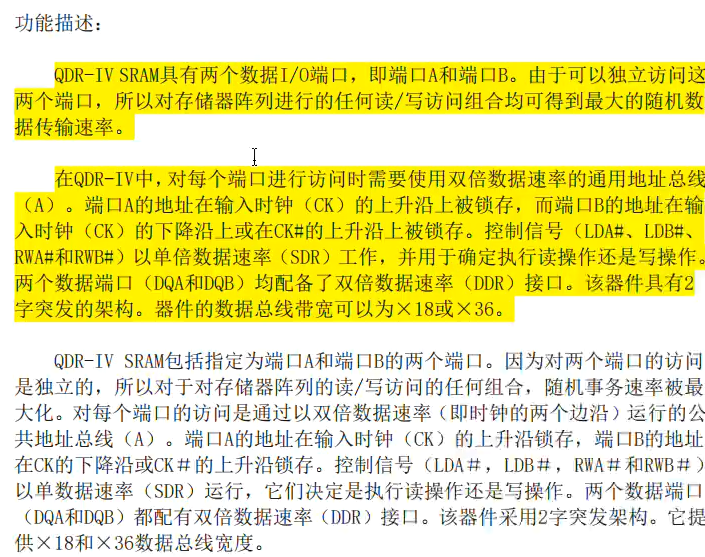 功能描述：
QDR-IV SRAM具有两个数据I/O端口，即端口A和端口B。由于可以独立访问这
两个端口，所以对存储器阵列进行的任何读/写访问组合均可得到最大的随机数
据传输速率。
在QDR-IV中，对每个端口进行访问时需要使用双倍数据速率的通用地址总线
（A）。端口A的地址在输入时钟（CK）的上升沿上被锁存，而端口B的地址在输
入时钟（CK）的下降沿上或在CK#的上升沿上被锁存。控制信号（LDA#、LDB#、
RWA#和RWB#）以单倍数据速率（SDR）工作，并用于确定执行读操作还是写操作。
两个数据端口（DQA和DQB）均配备了双倍数据速率（DDR）接口。该器件具有2
字突发的架构。器件的数据总线带宽可以为×18或×36。
QDR-IV SRAM包括指定为端口A和端口B的两个端口。因为对两个端口的访问
是独立的，所以对于对存储器阵列的读/写访问的任何组合，随机事务速率被最
大化。对每个端口的访问是通过以双倍数据速率（即时钟的两个边沿）运行的公
共地址总线（A）。端口A的地址在输入时钟（CK）的上升沿锁存，端口B的地址
在CK的下降沿或CK＃的上升沿锁存。控制信号（LDA＃，LDB＃，RWA＃和RWB＃）
以单数据速率（SDR）运行，它们决定是执行读操作还是写操作。两个数据端口
（DQA和DQB）都配有双倍数据速率（DDR）接口。该器件采用2字突发架构。它提
供×18和×36数据总线宽度。